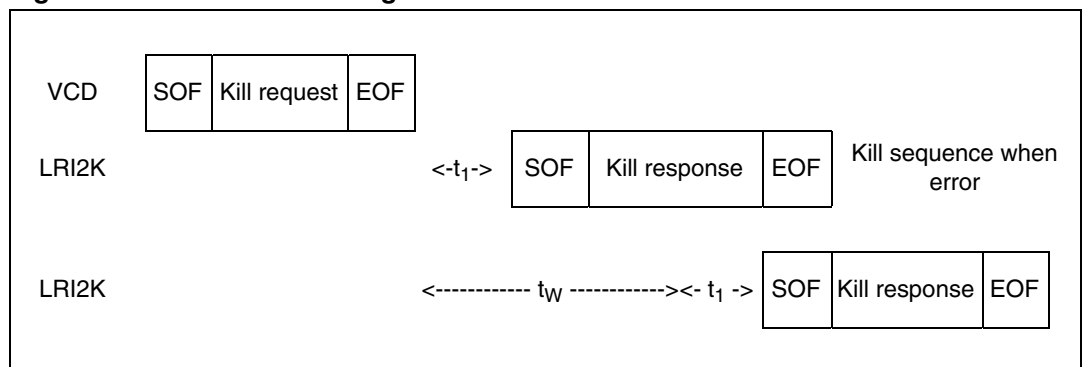 VCD SOF Kill request EOF
LRI2K <-t1-> SOF Kill response EOF Kill sequence when
error
LRI2K <------------ tW ------------><- t1 -> SOF Kill response EOF